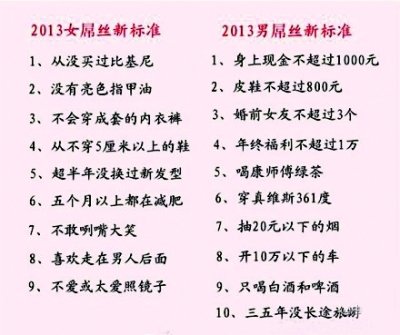 2013女屌丝新标准
1、从没买过比基尼
2、没有亮色指甲油
3、不会穿成套的内衣裤
4、从不穿5厘米以上的鞋
5、超半年没换过新发型
6、五个月以上都在减肥
7、不敢咧嘴大笑
8、喜欢走在男人后面
9、不爱或太爱照镜子
2013男屌丝新标准
1、身上现金不超过1000元
2、皮鞋不超过800元
3、婚前女友不超过3个
4、年终福利不超过1万
5、喝康师傅绿茶
6、穿真维斯361度
7、抽20元以下的烟
8、开10万以下的车
9、只喝白酒和啤酒
10、三五年没长途旅游